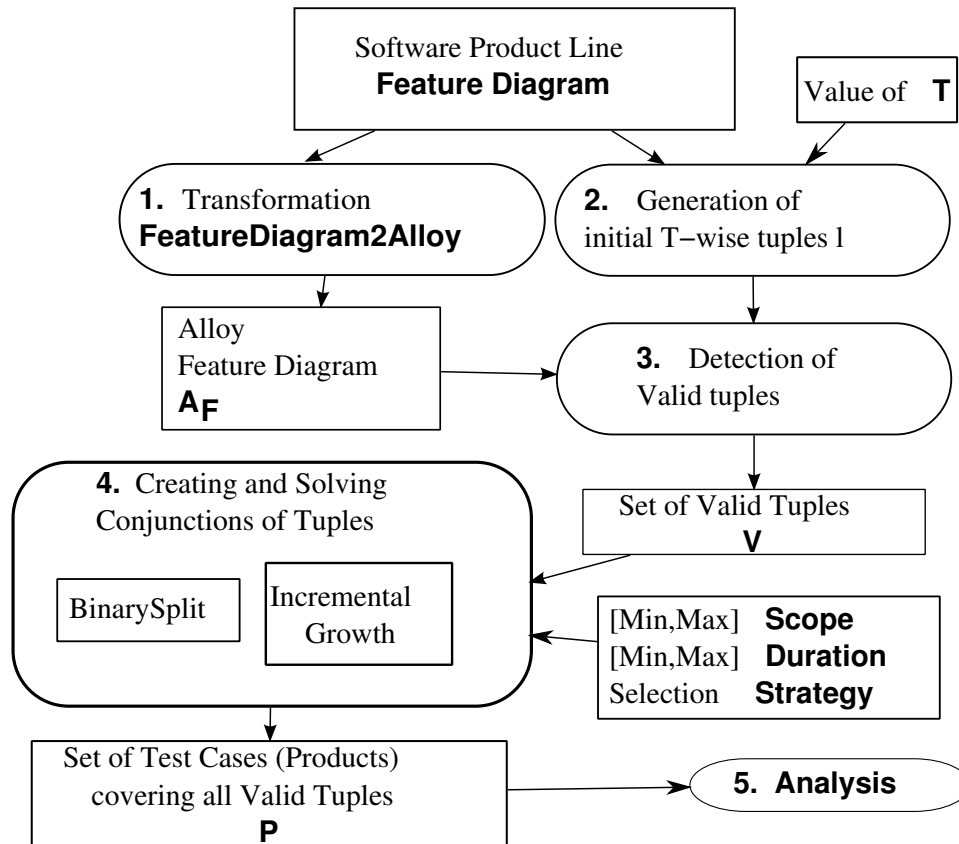 Software Product Line
Feature Diagram
Value of T
1. Transformation
FeatureDiagram2Alloy
2. Generation of
initial T−wise tuples l
Alloy
Feature Diagram
AF
3. Detection of
Valid tuples
4. Creating and Solving
Conjunctions of Tuples
BinarySplit
Incremental
Growth
Set of Valid Tuples
V
[Min,Max] Scope
[Min,Max] Duration
Selection Strategy
Set of Test Cases (Products)
covering all Valid Tuples
P
5. Analysis